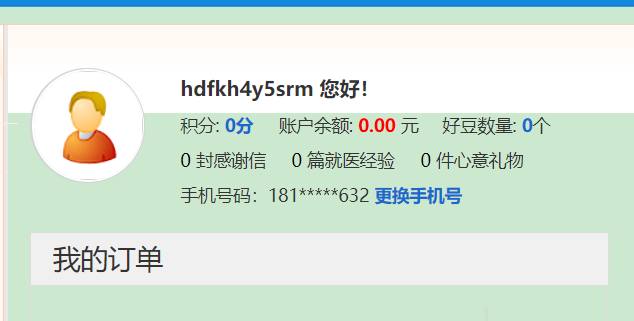 hdfkh4y5srm 您好！
积分: 0分 账户余额: 0.00 元 好豆数量: 0个
0 封感谢信 0 篇就医经验 0 件心意礼物
手机号码：181*****632 更换手机号
我的订单